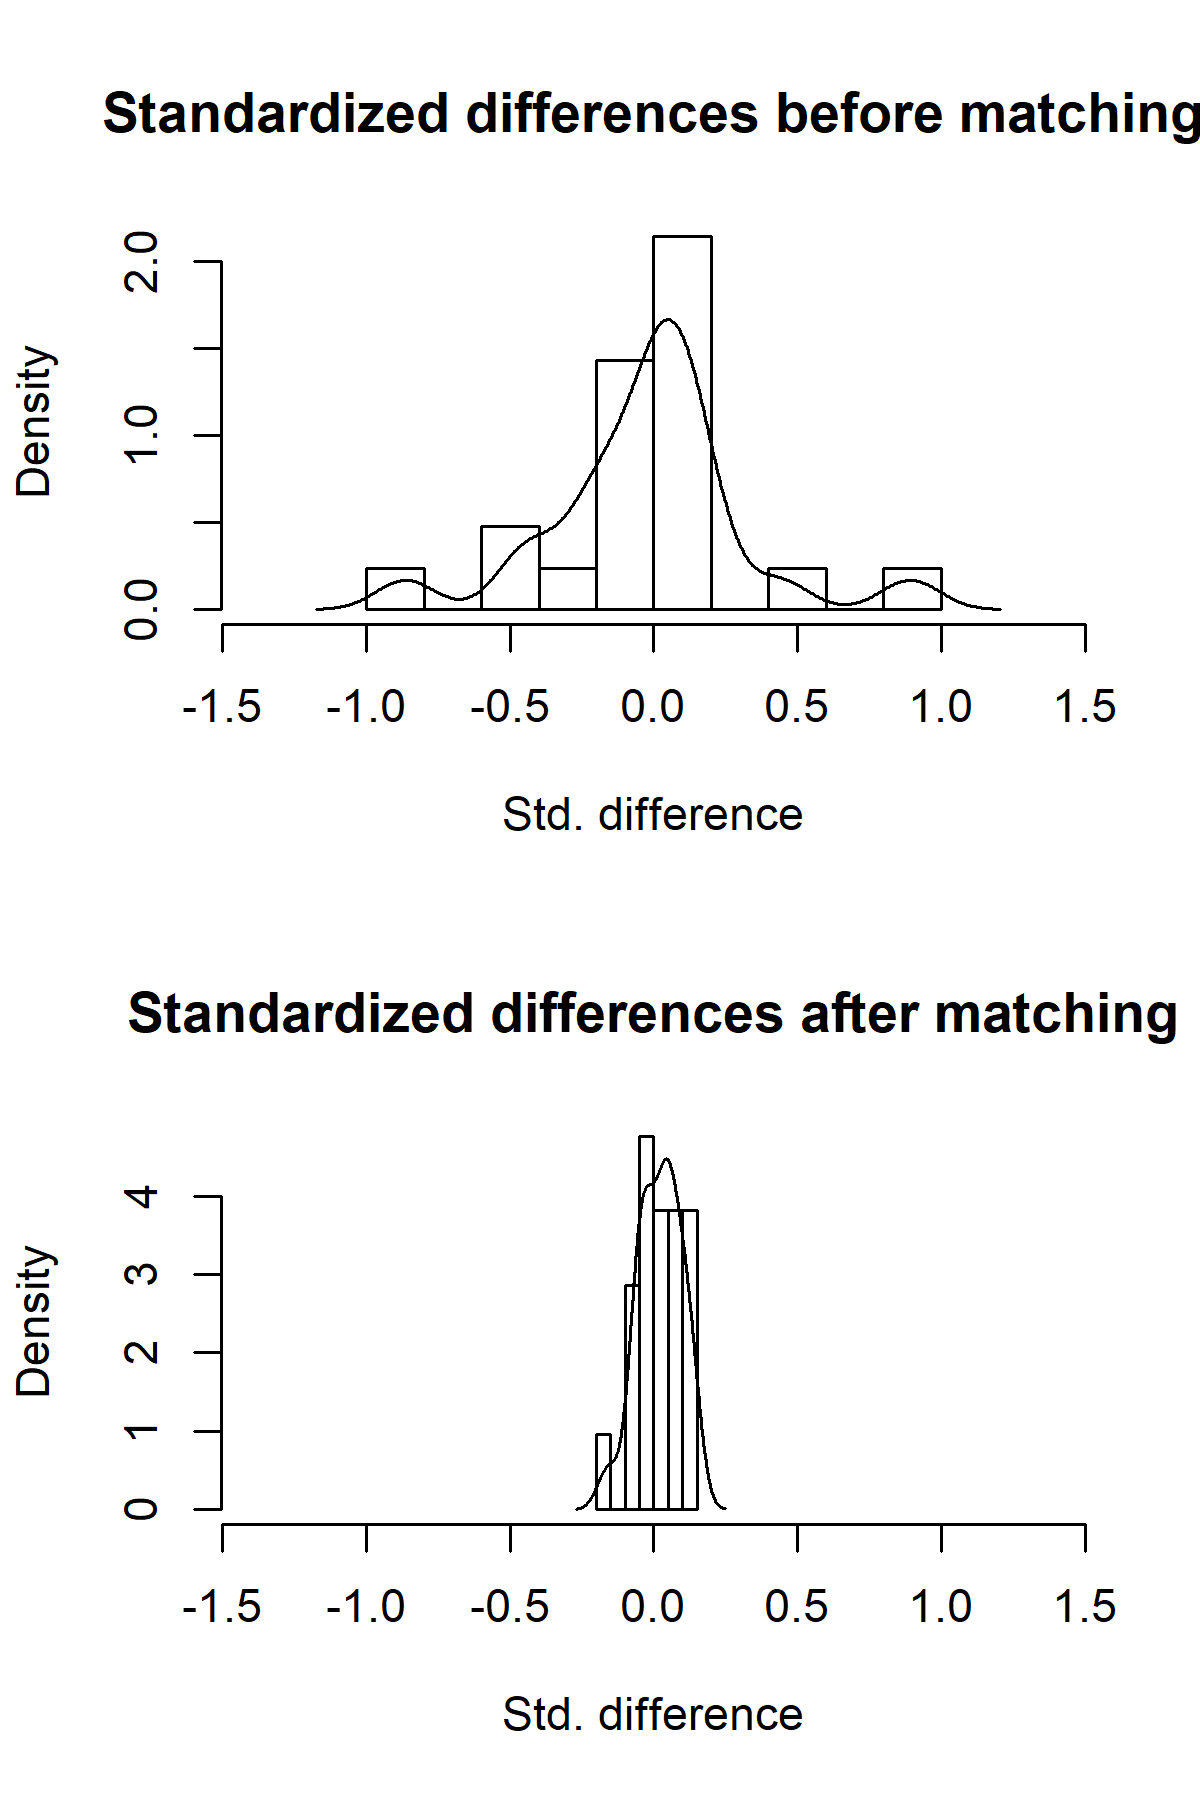 Standardized differences before matching
Density
0.0 1.0 2.0
-1.5 -1.0 -0.5 0.0 0.5 1.0 1.5
Std. difference
Standardized differences after matching
Density
0 1 2 3 4
-1.5 -1.0 -0.5 0.0 0.5 1.0 1.5
Std. difference